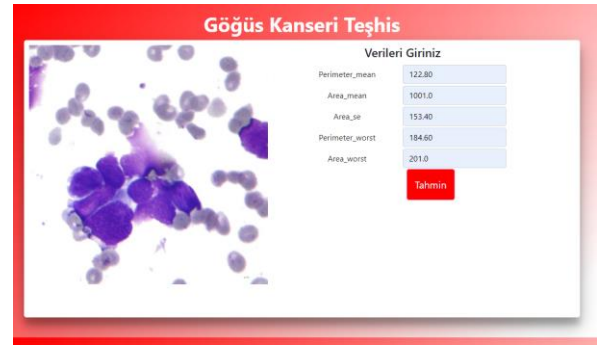 Göğüs Kanseri Teşhis
Verileri Giriniz
Perimeter_mean 122.80
Area_mean 1001.0
Area_se 153.40
Perimeter_worst 184.60
Area_worst 201.0
Tahmin